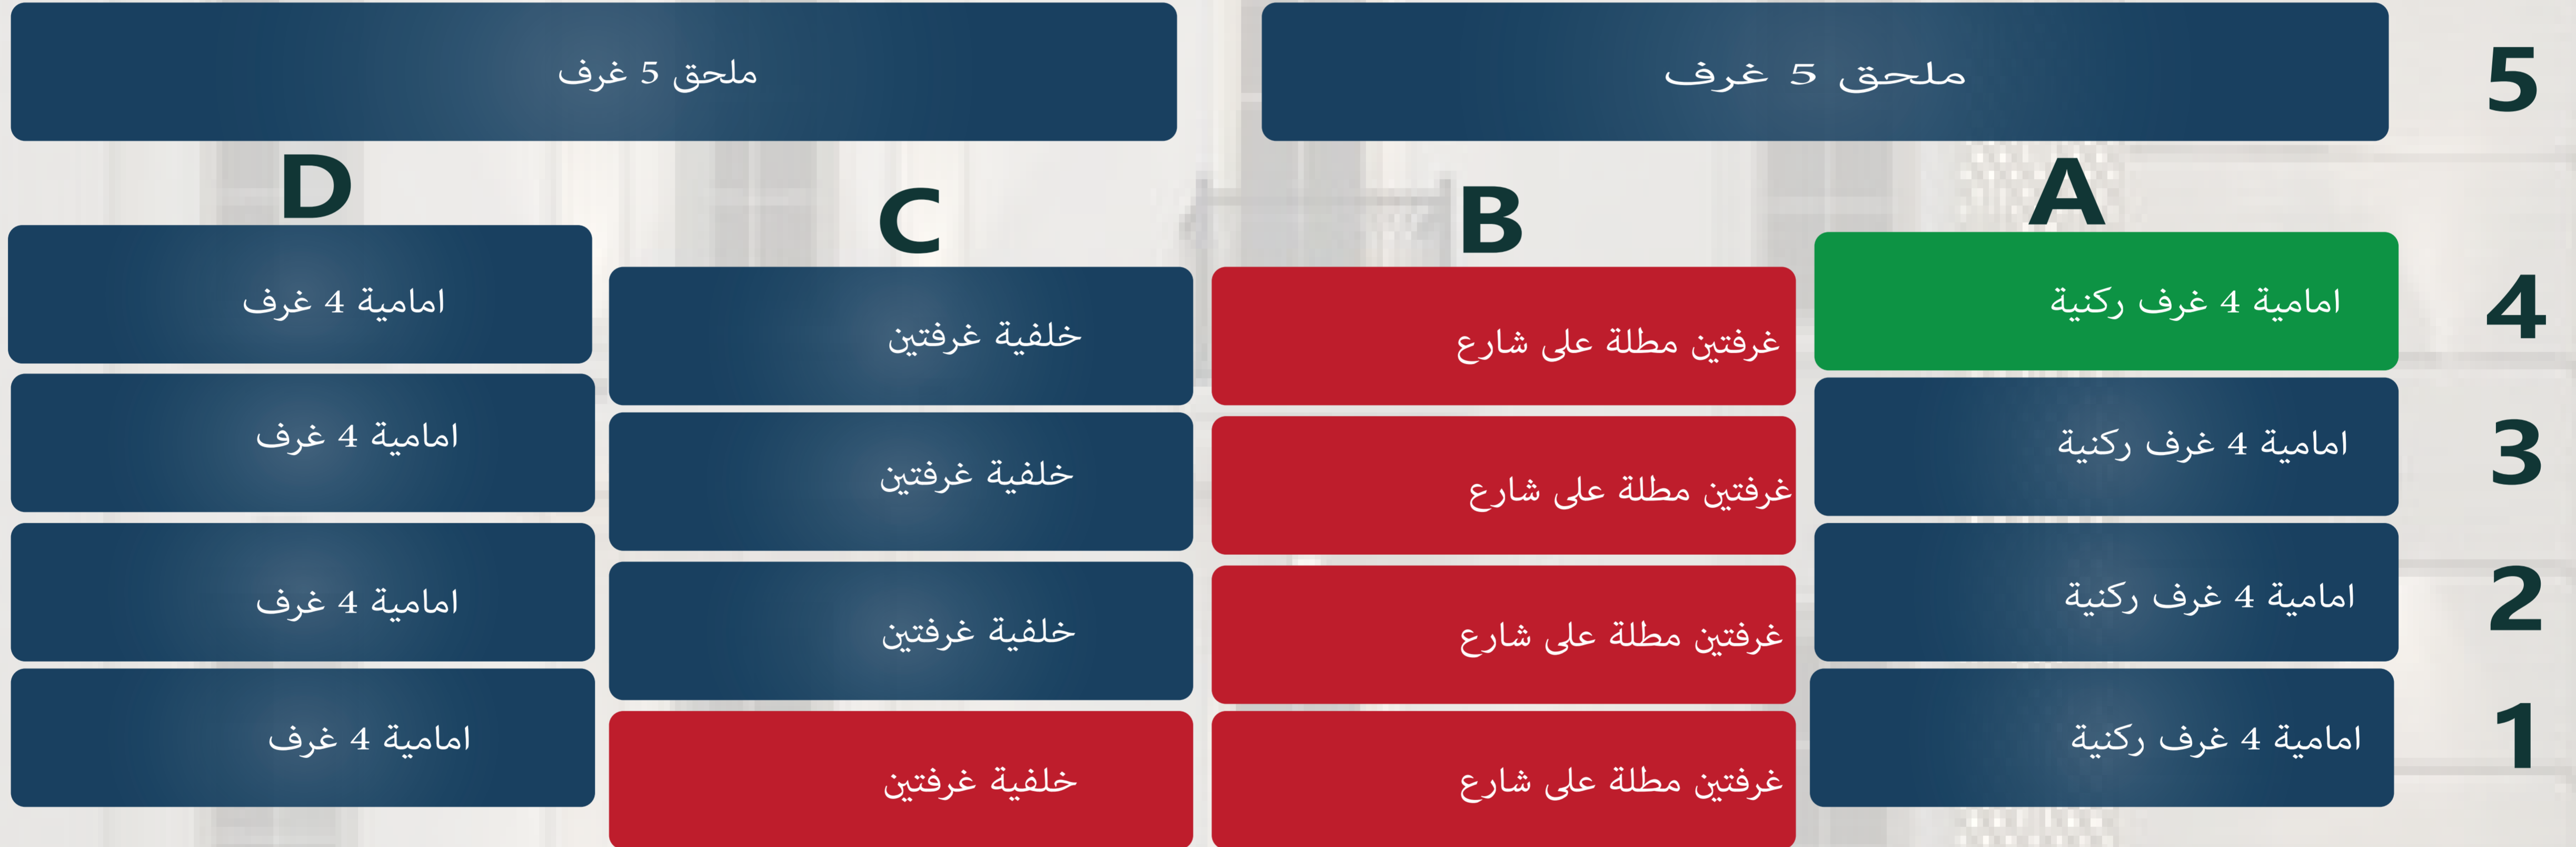 ملحق 5 غرف
ملحق 5 غرف
5
A
B
C
D
امامية 4 غرف ركنية
غرفتين مطلة على شارع
خلفية غرفتين
امامية 4 غرف
4
امامية 4 غرف ركنية
غرفتين مطلة على شارع
خلفية غرفتين
امامية 4 غرف
3
امامية 4 غرف ركنية
غرفتين مطلة على شارع
خلفية غرفتين
امامية 4 غرف
2
امامية 4 غرف ركنية
غرفتين مطلة على شارع
خلفية غرفتين
امامية 4 غرف
1